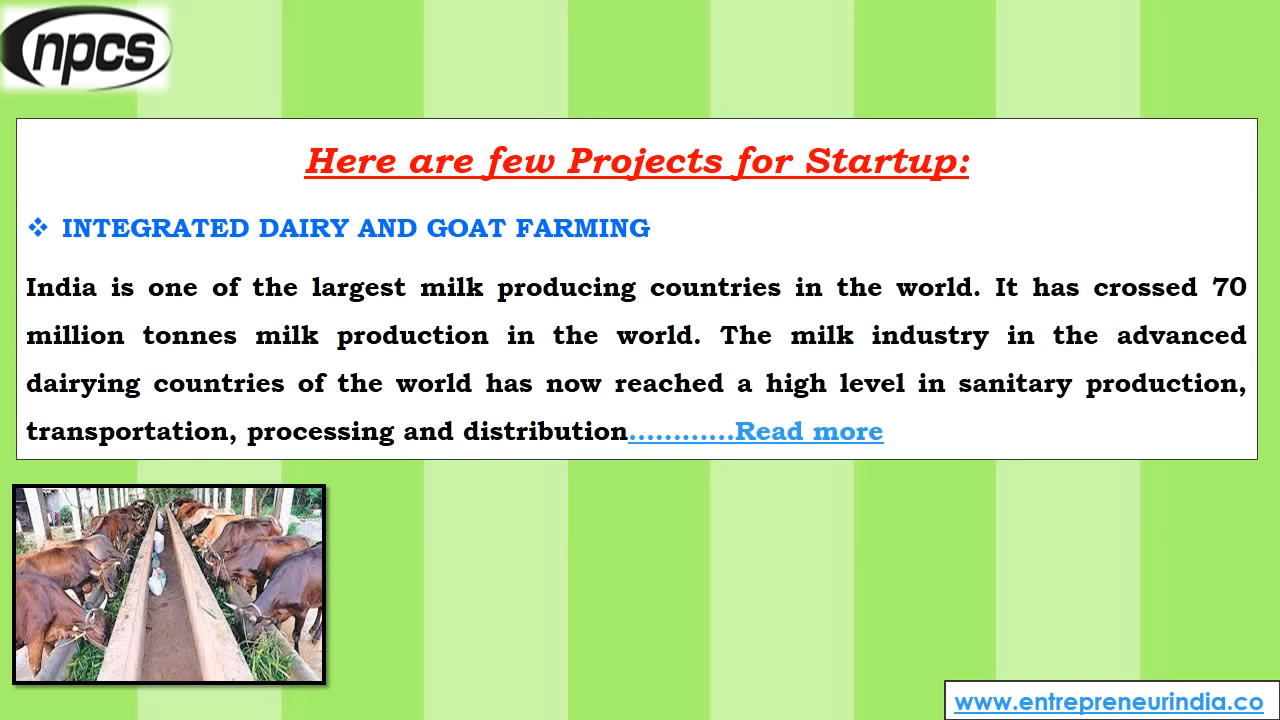 npcs
Here are few Projects for Startup:
❖ INTEGRATED DAIRY AND GOAT FARMING
India is one of the largest milk producing countries in the world. It has crossed 70
million tonnes milk production in the world. The milk industry in the advanced
dairying countries of the world has now reached a high level in sanitary production,
transportation, processing and distribution............Read more
www.entrepreneurindia.co